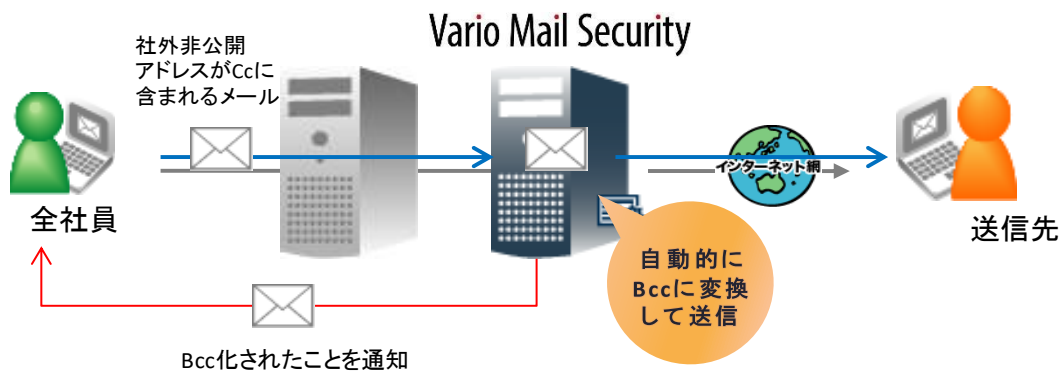 Vario Mail Security
社外非公開
アドレスがCcに
含まれるメール
インターネット網
全社員
送信先
自動的に
Bccに変換
して送信
Bcc化されたことを通知